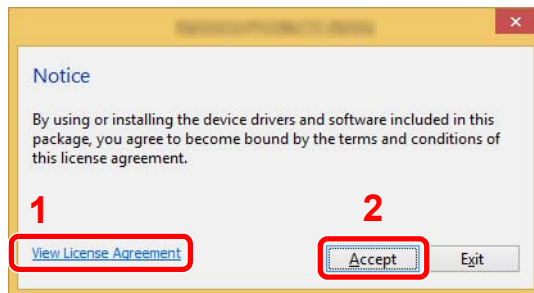 Notice
By using or installing the device drivers and software included in this
package, you agree to become bound by the terms and conditions of
this license agreement.
1
2
View License Agreement
Accept
Exit